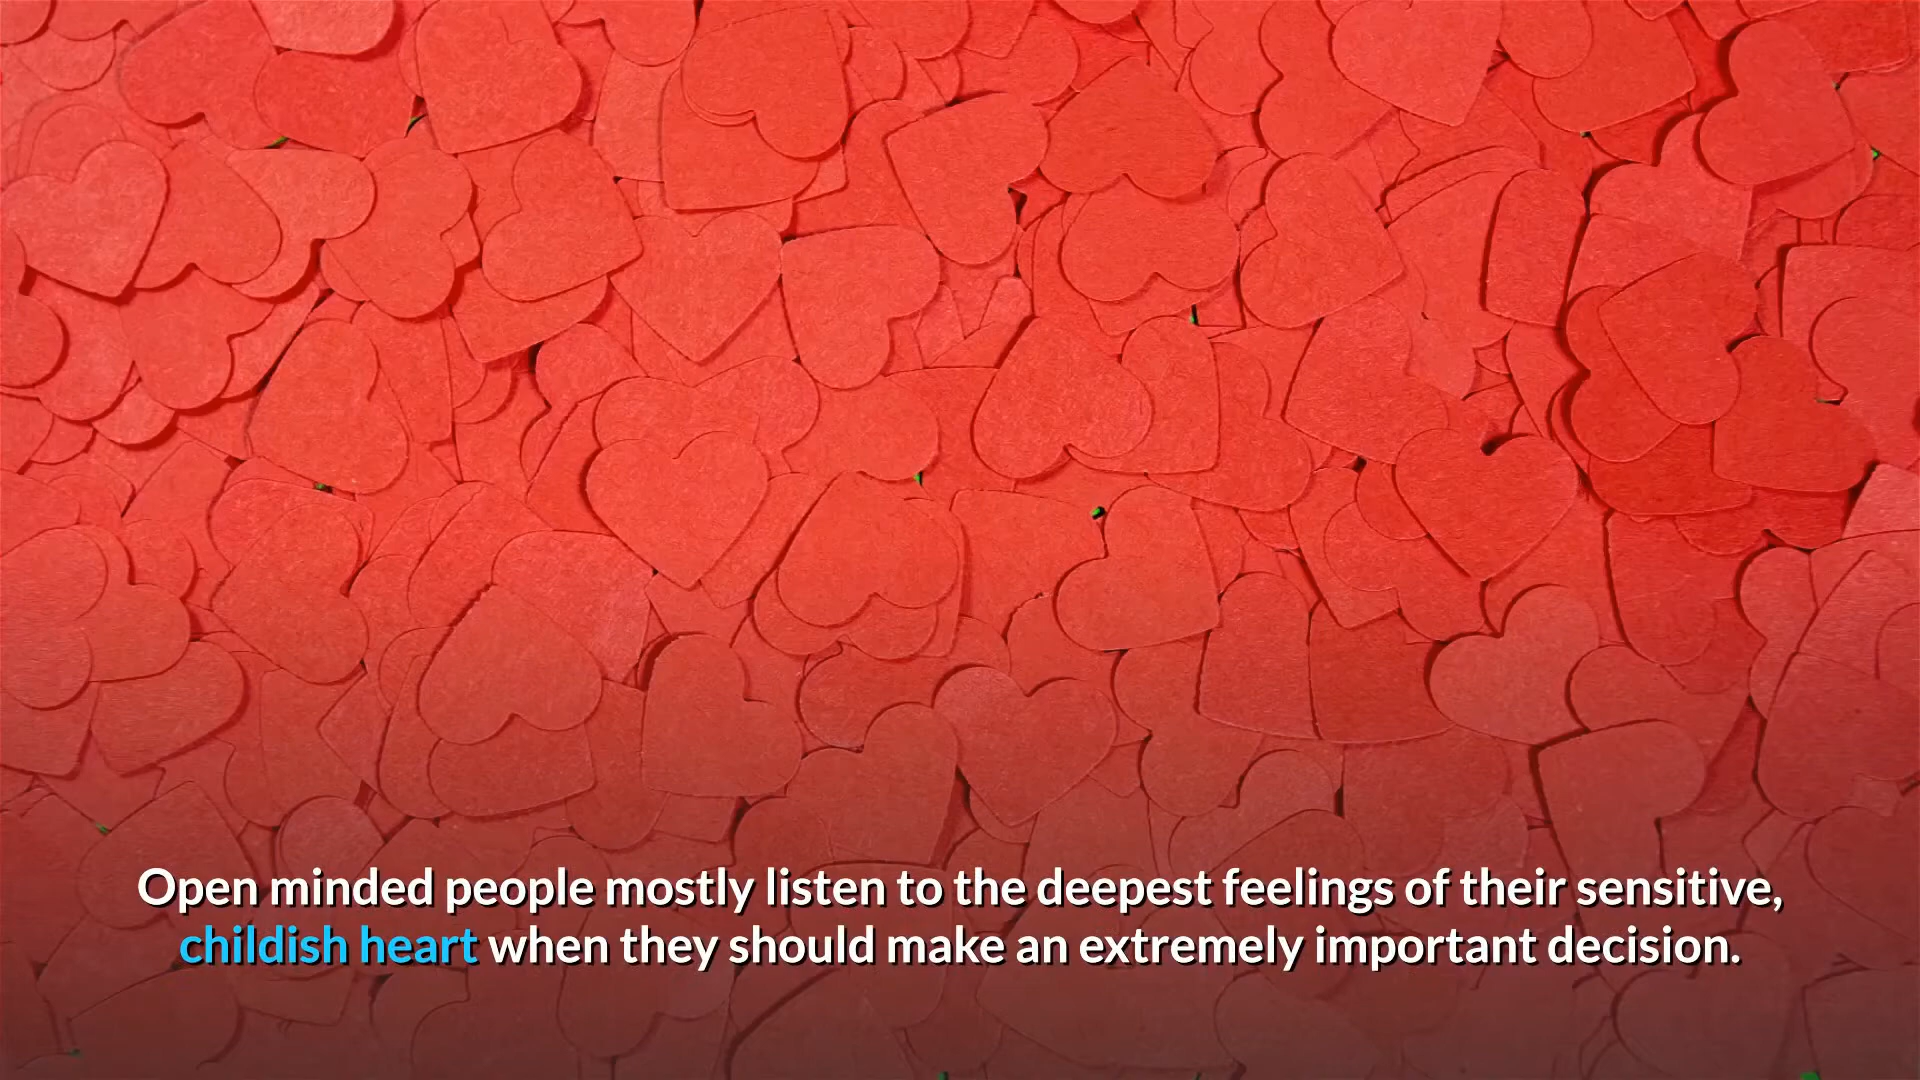 Open minded people mostly listen to the deepest feelings of their sensitive,
childish heart when they should make an extremely important decision.